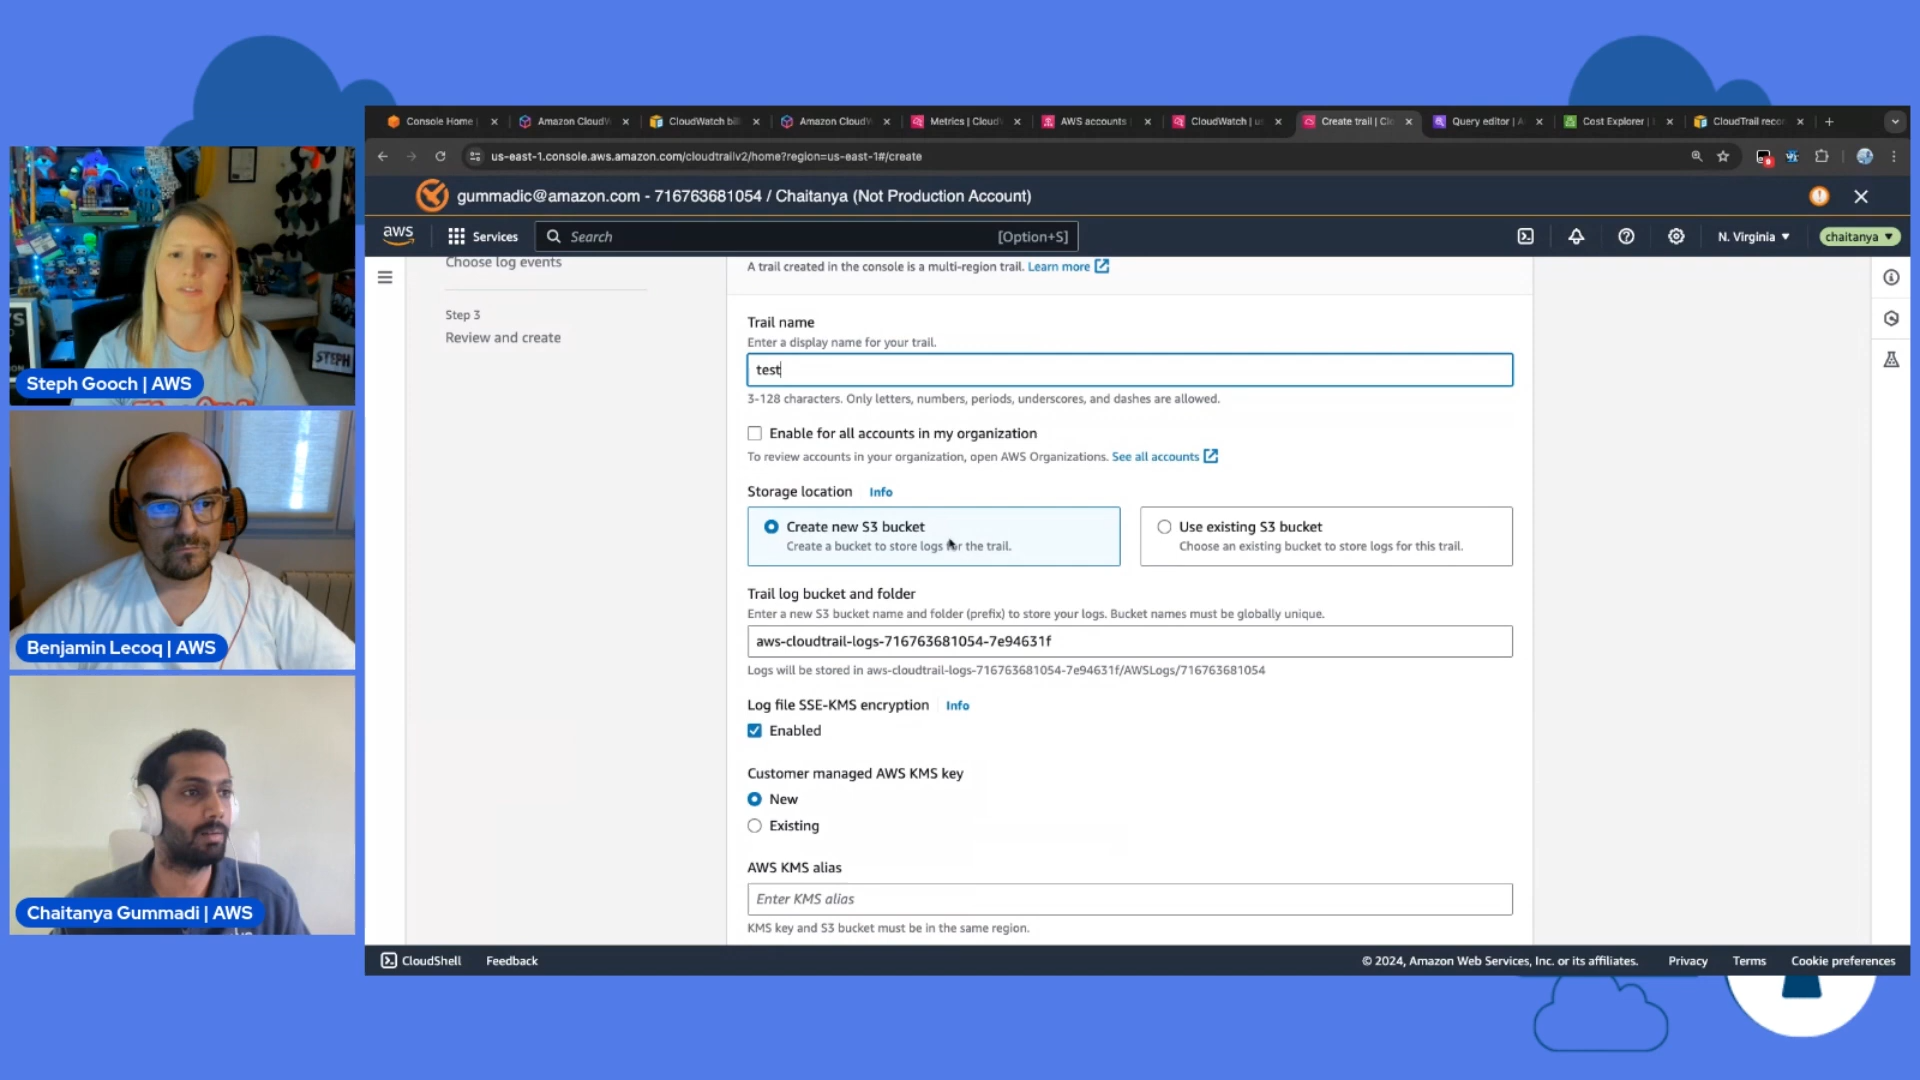 Console Home
Amazon CloudW
CloudWatch bil
Amazon CloudW
Metrics | CloudW
AWS accounts
CloudWatch | us
Create trail | Clo
Query editor | A
Cost Explorer |
CloudTrail recor
us-east-1.console.aws.amazon.com/cloudtrailv2/home?region=us-east-1#/create
gummadic@amazon.com - 716763681054 / Chaitanya (Not Production Account)
aws
Services
Search
[Option+S]
N. Virginia
chaitanya
Choose log events
Step 3
Review and create
A trail created in the console is a multi-region trail. Learn more
Trail name
Enter a display name for your trail.
test
3-128 characters. Only letters, numbers, periods, underscores, and dashes are allowed.
Enable for all accounts in my organization
To review accounts in your organization, open AWS Organizations. See all accounts
Storage location Info
Create new S3 bucket
Create a bucket to store logs for the trail.
Use existing S3 bucket
Choose an existing bucket to store logs for this trail.
Trail log bucket and folder
Enter a new S3 bucket name and folder (prefix) to store your logs. Bucket names must be globally unique.
aws-cloudtrail-logs-716763681054-7e94631f
Logs will be stored in aws-cloudtrail-logs-716763681054-7e94631f/AWSLogs/716763681054
Log file SSE-KMS encryption Info
Enabled
Customer managed AWS KMS key
New
Existing
AWS KMS alias
Enter KMS alias
KMS key and S3 bucket must be in the same region.
CloudShell
Feedback
© 2024, Amazon Web Services, Inc. or its affiliates.
Privacy
Terms
Cookie preferences
STEPH
Steph Gooch | AWS
Benjamin Lecoq | AWS
Chaitanya Gummadi | AWS